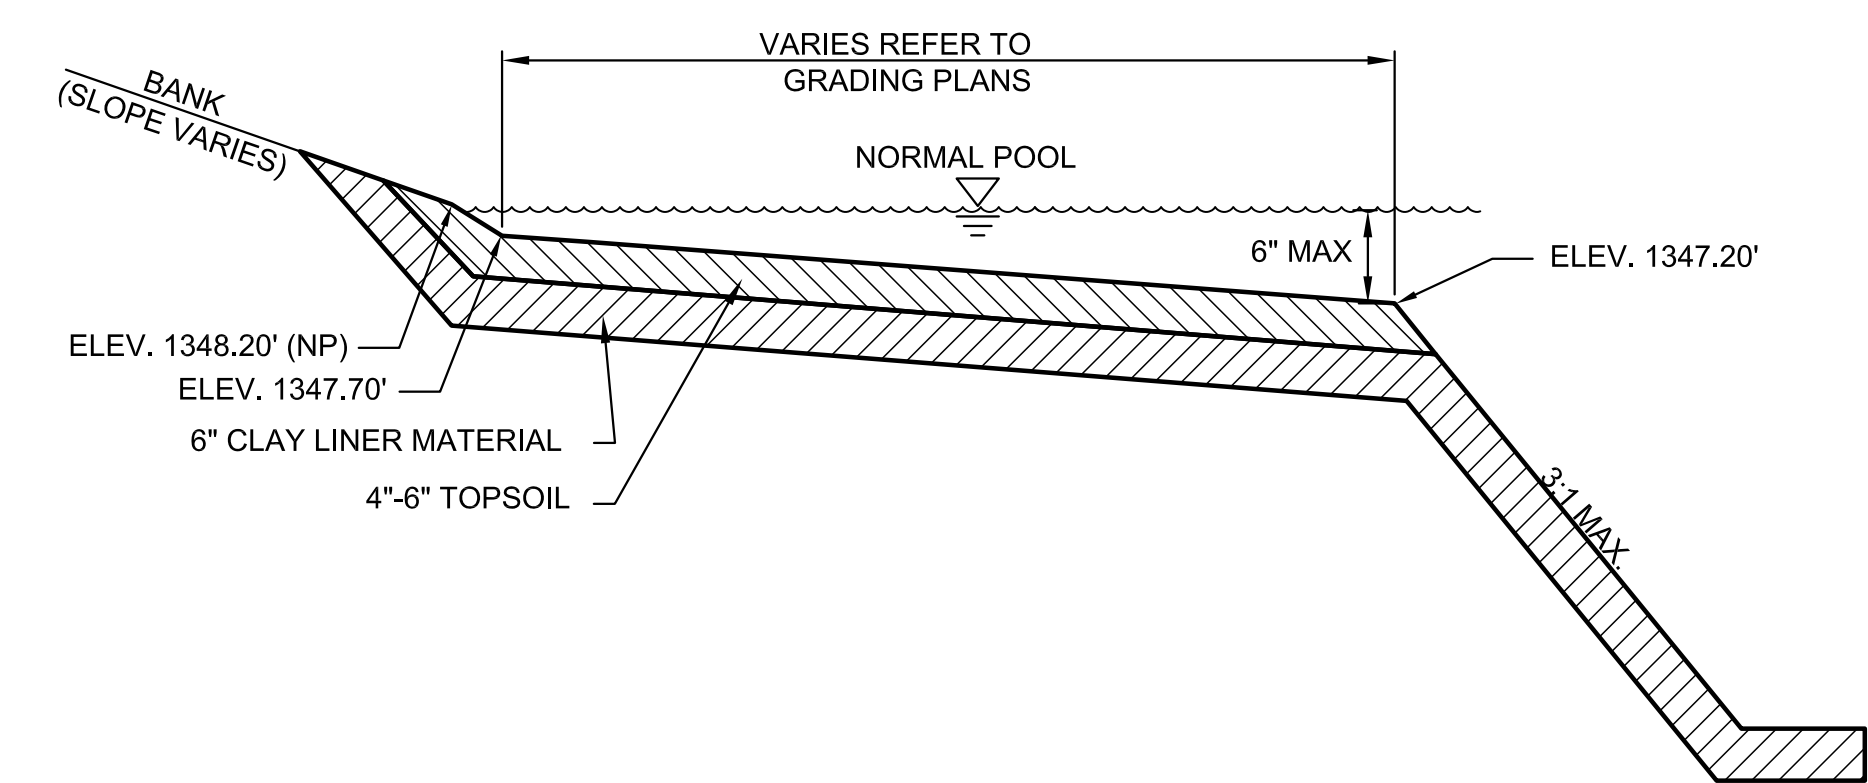 VARIES REFER TO
GRADING PLANS
BANK
(SLOPE VARIES)
NORMAL POOL
6" MAX
ELEV. 1347.20'
ELEV. 1348.20' (NP)
ELEV. 1347.70'
6" CLAY LINER MATERIAL
4"-6" TOPSOIL
3:1 MAX.